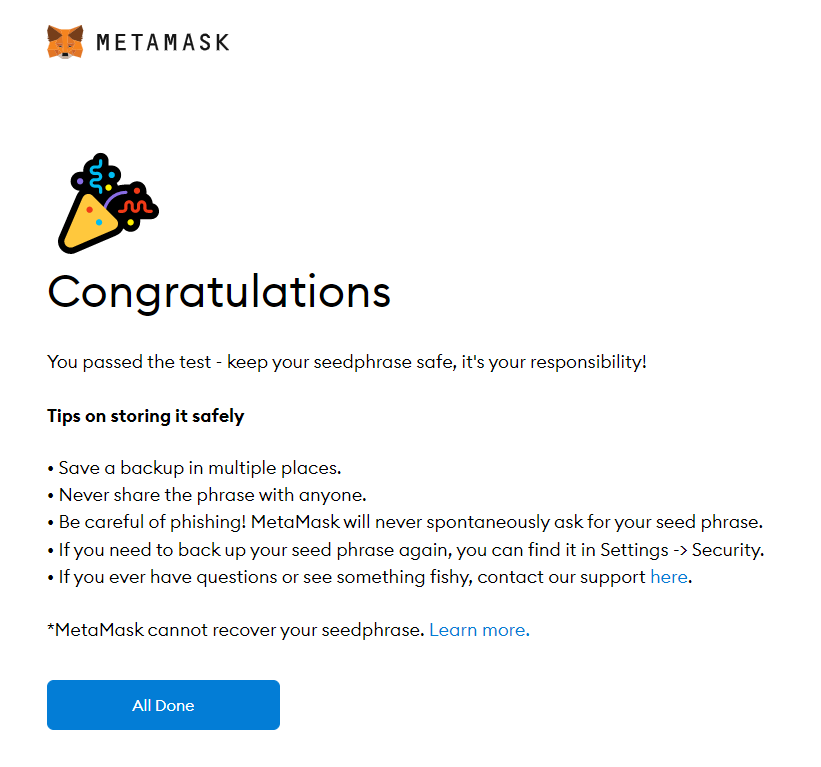 METAMASK
Congratulations
You passed the test - keep your seedphrase safe, it's your responsibility!
Tips on storing it safely
• Save a backup in multiple places.
• Never share the phrase with anyone.
• Be careful of phishing! MetaMask will never spontaneously ask for your seed phrase.
• If you need to back up your seed phrase again, you can find it in Settings -> Security.
• If you ever have questions or see something fishy, contact our support here.
*MetaMask cannot recover your seedphrase. Learn more.
All Done